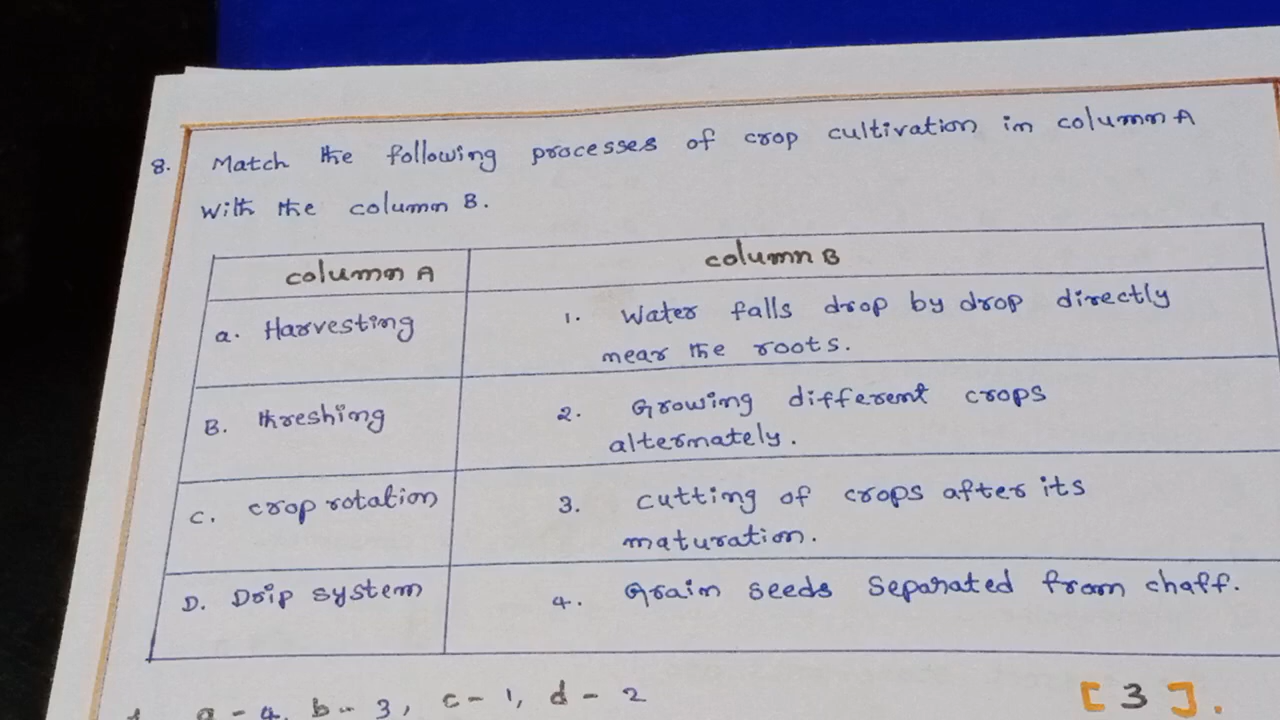 8. Match the following processes of crop cultivation in column A
with the column B.
column A column B
a. Harvesting 1. Water falls drop by drop directly
near the roots.
B. threshing 2. Growing different crops
alternately.
C. crop rotation 3. cutting of crops after its
maturation.
D. Drip system 4. Grain seeds separated from chaff.
a - 4, b - 3, c - 1, d - 2 [3].